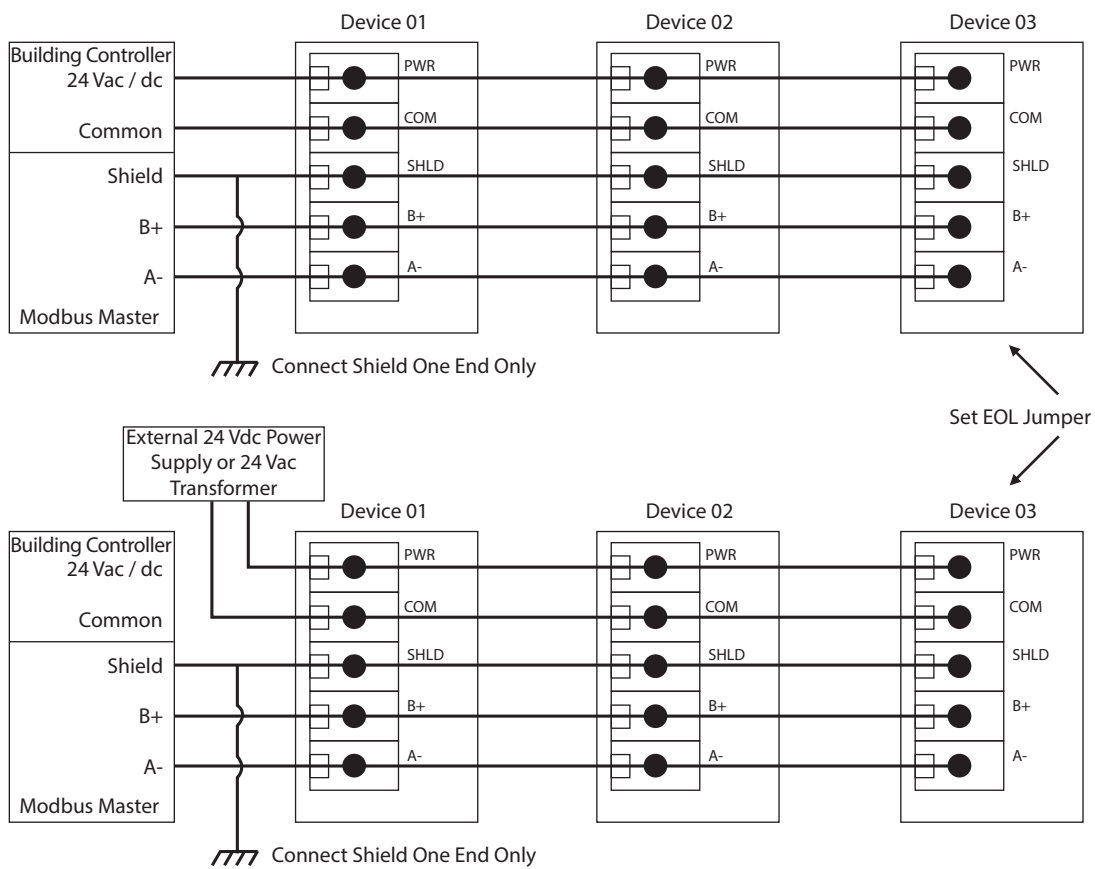 Device 01
Device 02
Device 03
Building Controller
24 Vac / dc
Common
Shield
B+
A-
Modbus Master
PWR
COM
SHLD
B+
A-
PWR
COM
SHLD
B+
A-
PWR
COM
SHLD
B+
A-
Connect Shield One End Only
Set EOL Jumper
External 24 Vdc Power
Supply or 24 Vac
Transformer
Device 01
Device 02
Device 03
Building Controller
24 Vac / dc
Common
Shield
B+
A-
Modbus Master
PWR
COM
SHLD
B+
A-
PWR
COM
SHLD
B+
A-
PWR
COM
SHLD
B+
A-
Connect Shield One End Only